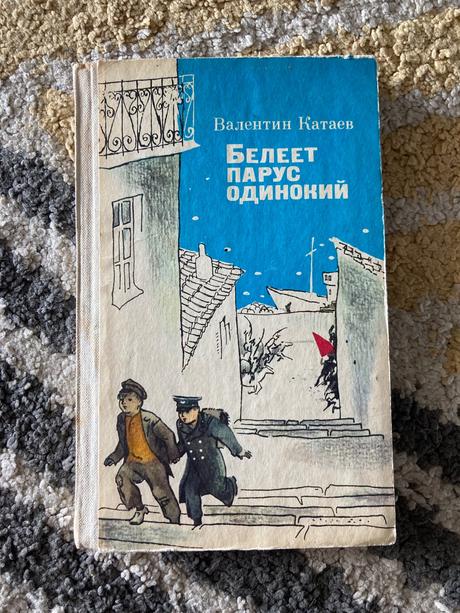 Валентин Катаев
Белеет
парус
одинокий